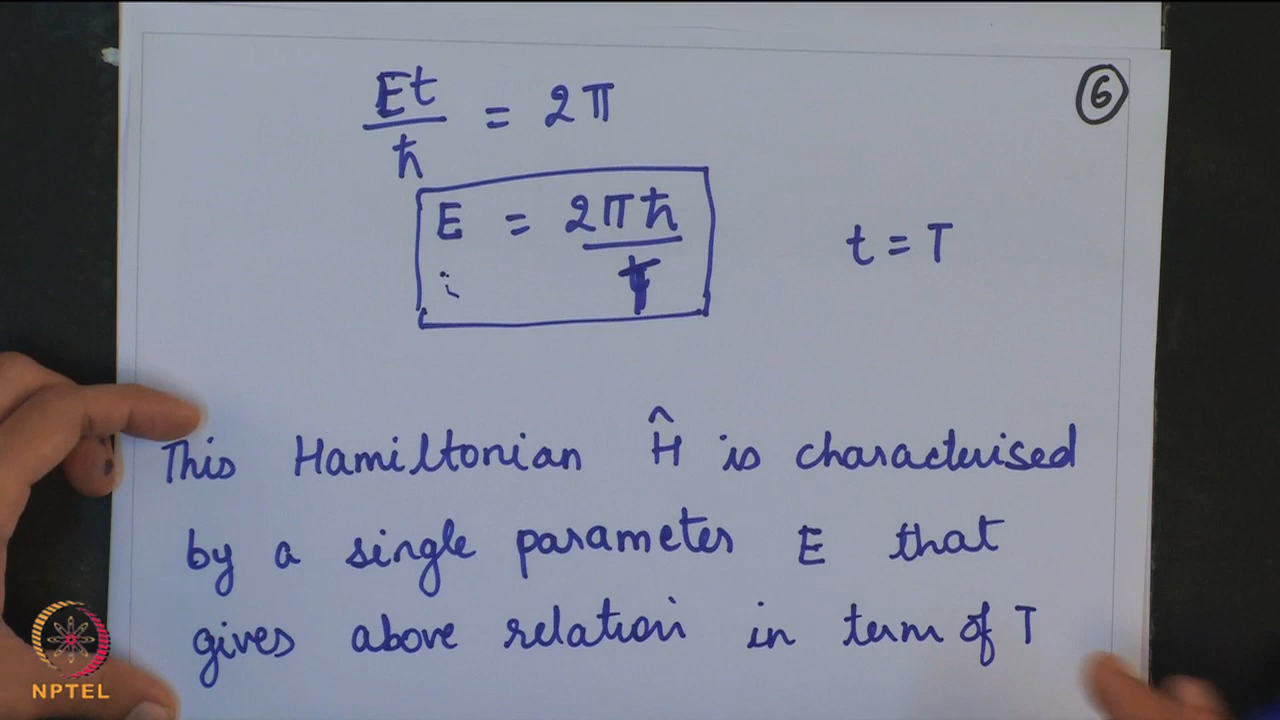 Et/ħ = 2π
6
E = 2πħ/T
t = T
This Hamiltonian Ĥ is characterised
by a single parameter E that
gives above relation in term of T
NPTEL